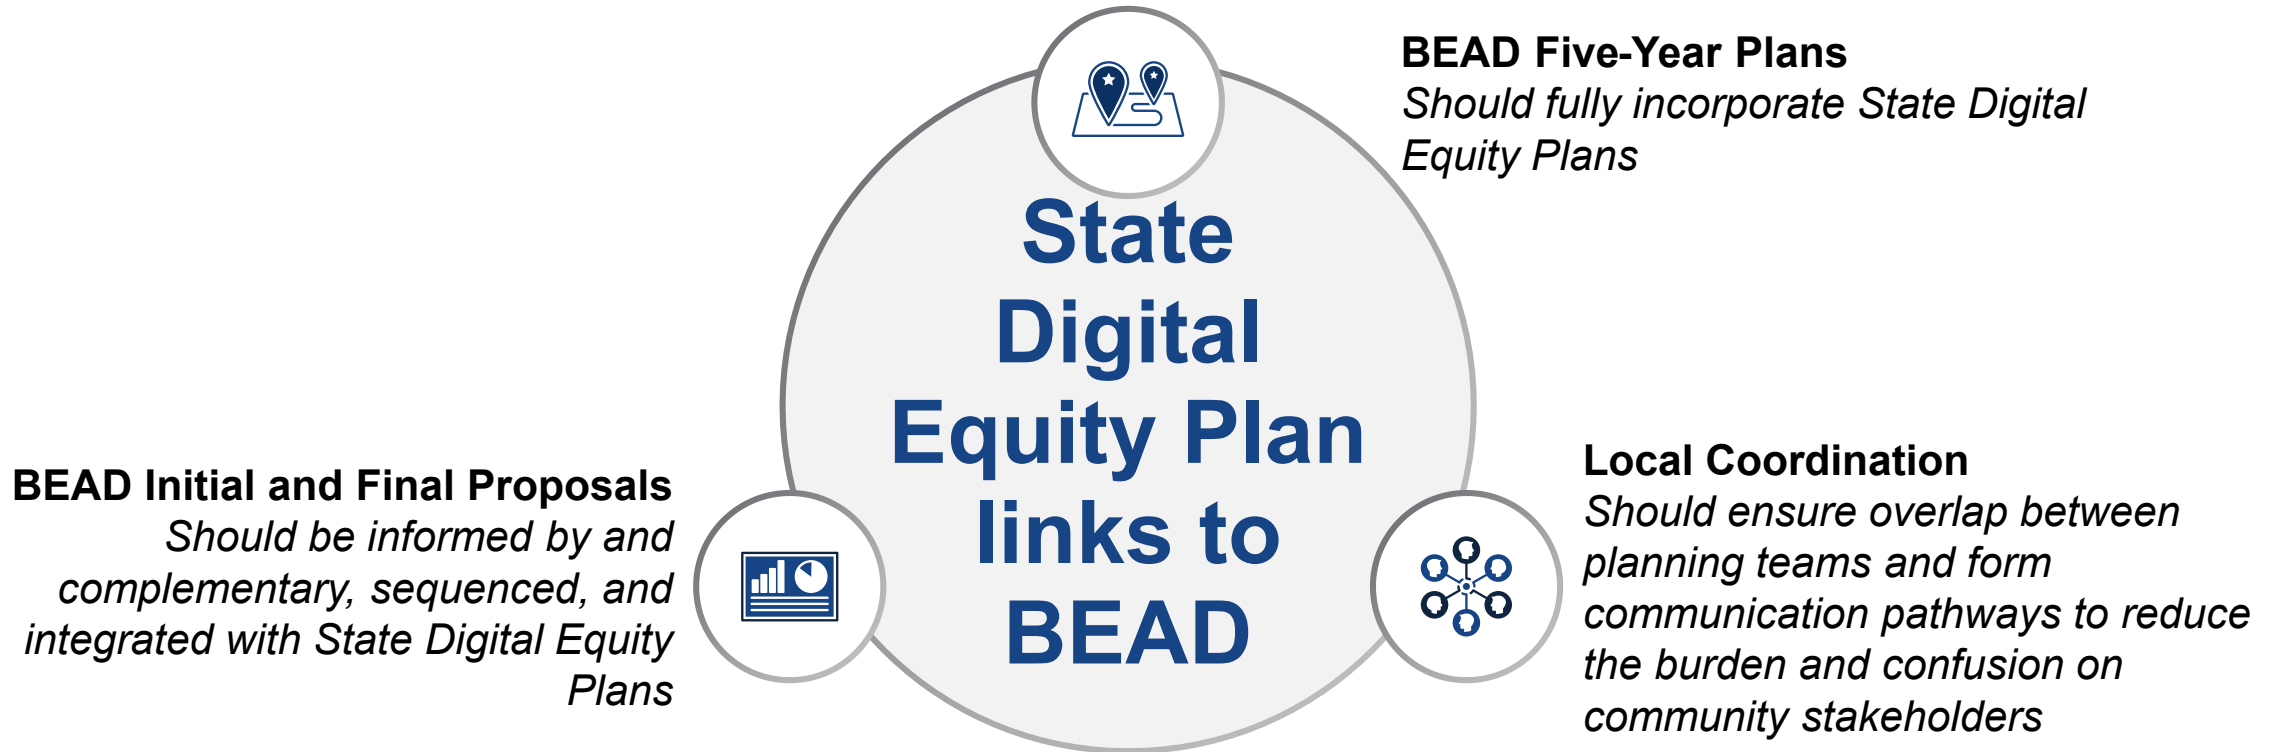 BEAD Five-Year Plans
Should fully incorporate State Digital
Equity Plans
State
Digital
Equity Plan
links to
BEAD
BEAD Initial and Final Proposals
Should be informed by and
complementary, sequenced, and
integrated with State Digital Equity
Plans
Local Coordination
Should ensure overlap between
planning teams and form
communication pathways to reduce
the burden and confusion on
community stakeholders